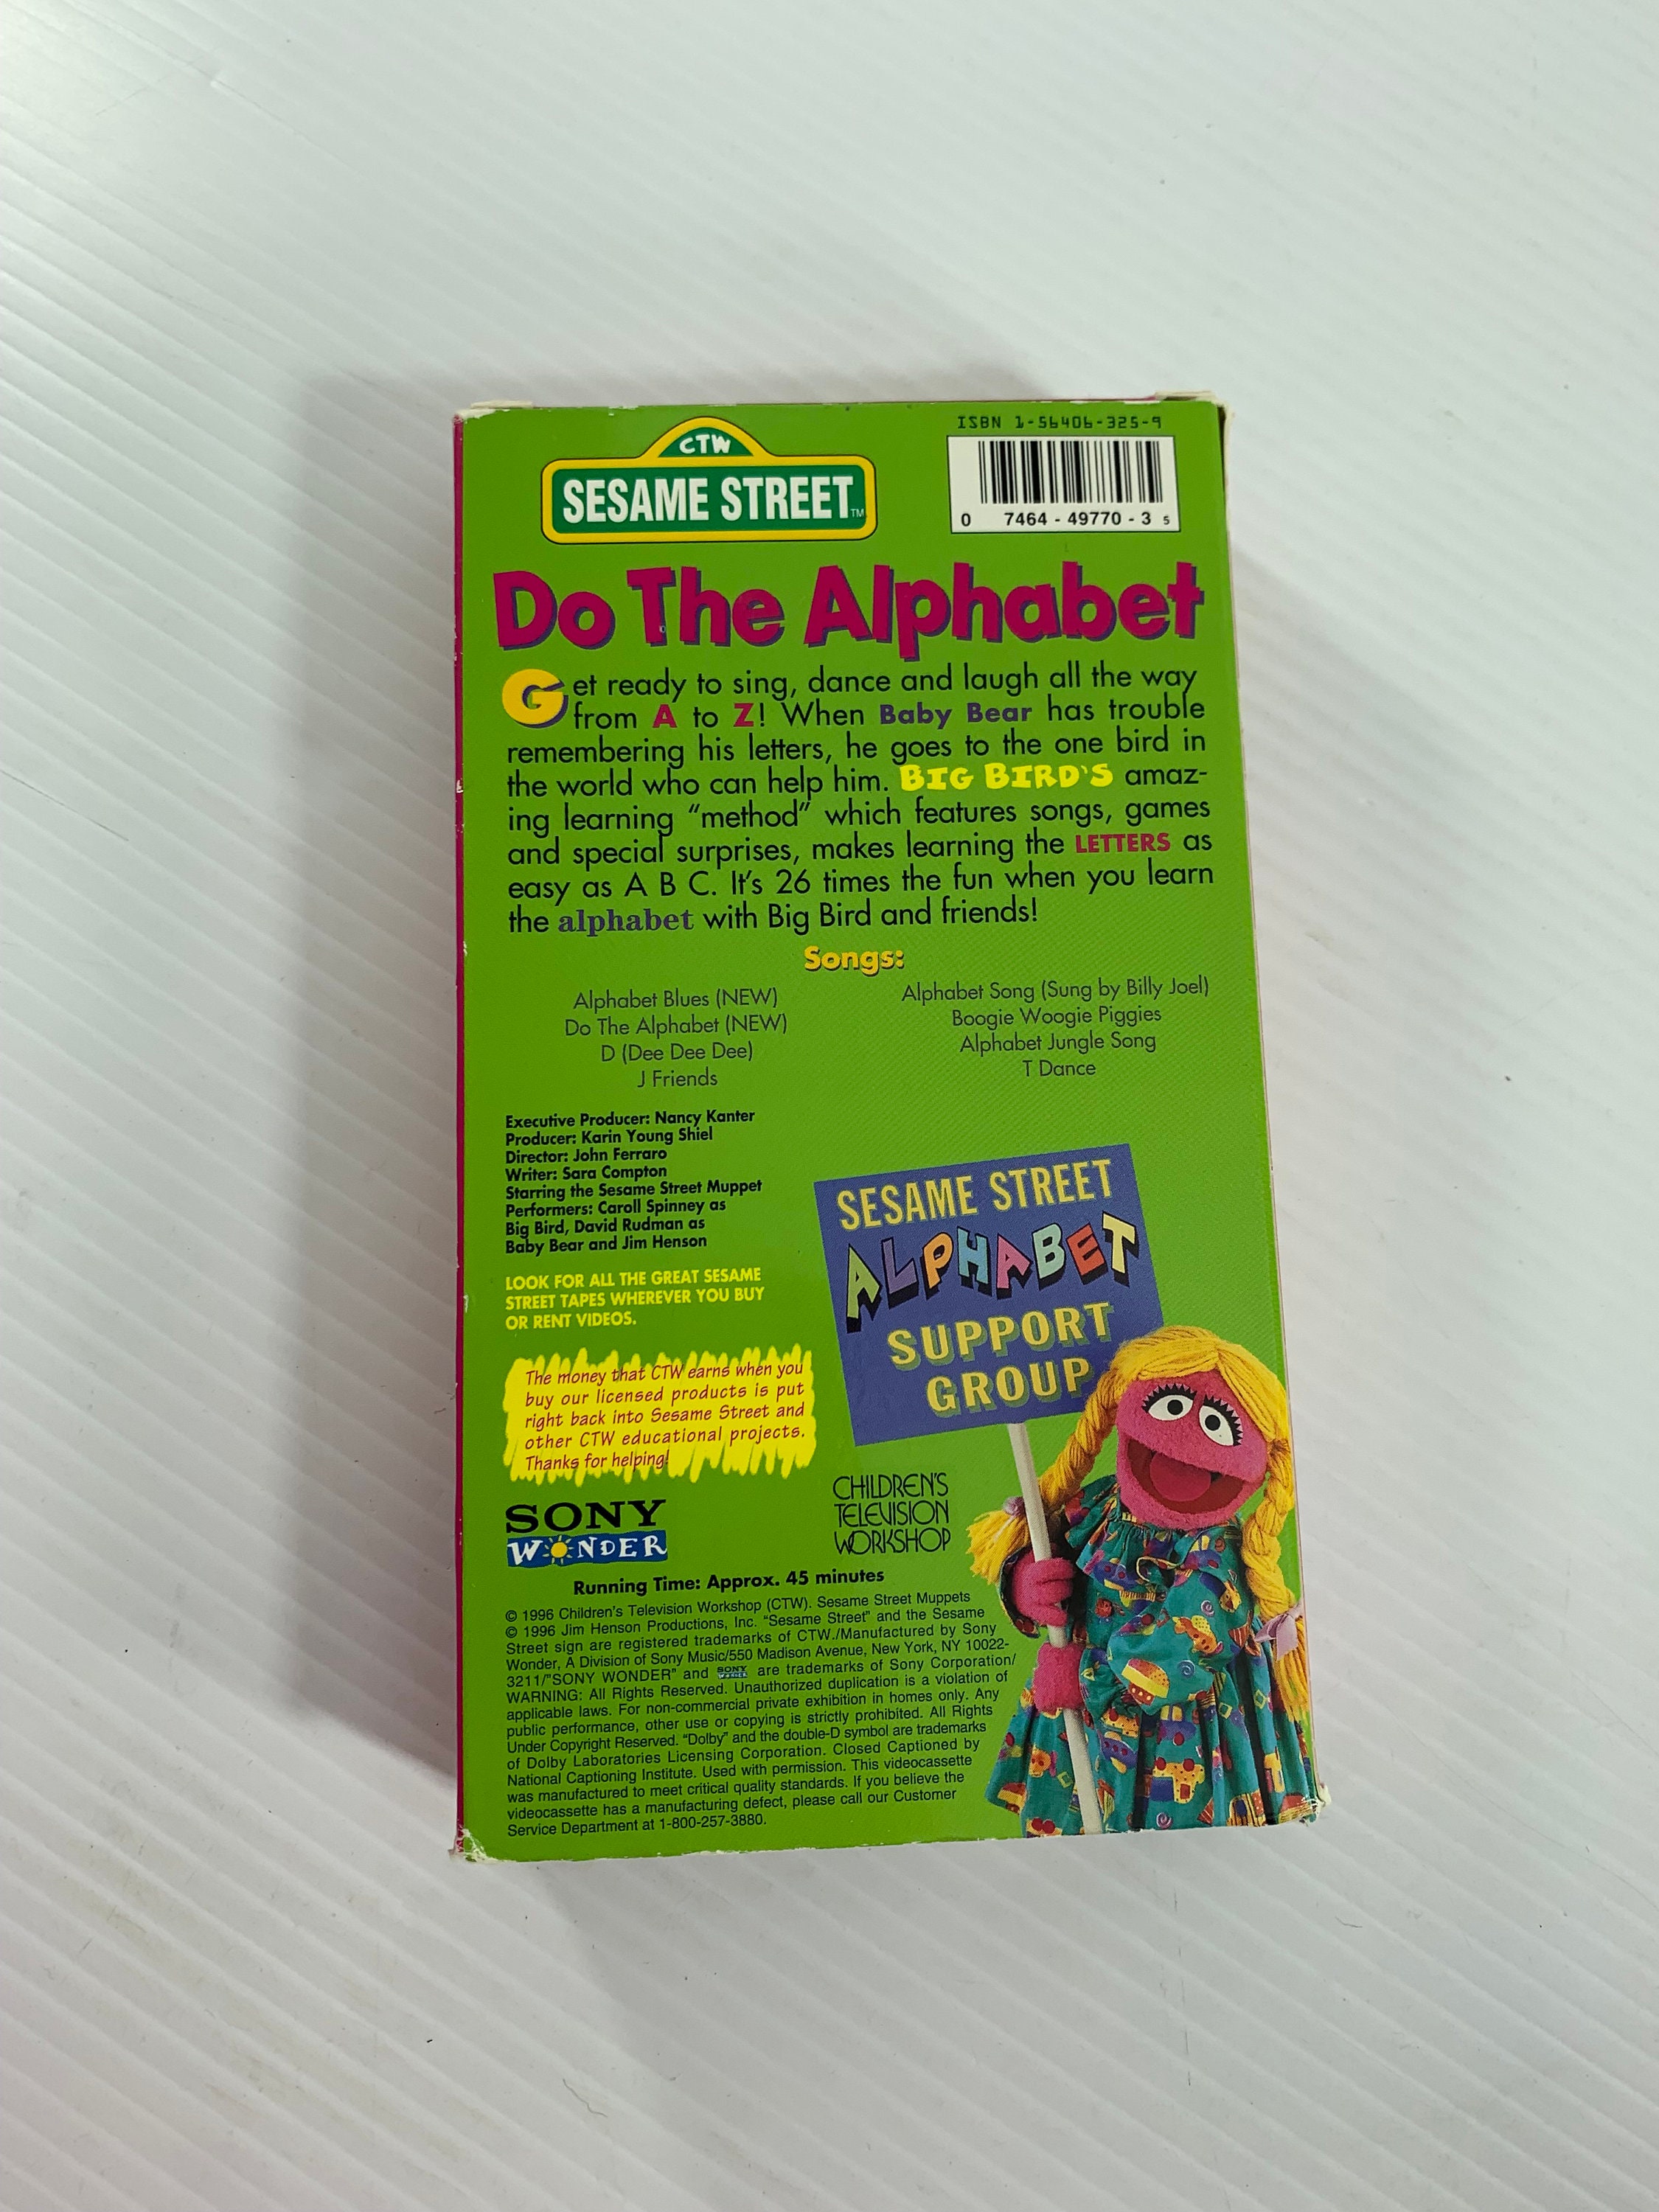 CTW
SESAME STREET™
ISBN 1-56406-325-9
0 7464 - 49770 - 3 5
Do The Alphabet
Get ready to sing, dance and laugh all the way
from A to Z! When Baby Bear has trouble
remembering his letters, he goes to the one bird in
the world who can help him. BIG BIRD'S amaz-
ing learning "method" which features songs, games
and special surprises, makes learning the LETTERS as
easy as A B C. It's 26 times the fun when you learn
the alphabet with Big Bird and friends!
Songs:
Alphabet Blues (NEW)
Do The Alphabet (NEW)
D (Dee Dee Dee)
J Friends
Alphabet Song (Sung by Billy Joel)
Boogie Woogie Piggies
Alphabet Jungle Song
T Dance
Executive Producer: Nancy Kanter
Producer: Karin Young Shiel
Director: John Ferraro
Writer: Sara Compton
Starring the Sesame Street Muppet
Performers: Caroll Spinney as
Big Bird, David Rudman as
Baby Bear and Jim Henson
LOOK FOR ALL THE GREAT SESAME
STREET TAPES WHEREVER YOU BUY
OR RENT VIDEOS.
The money that CTW earns when you
buy our licensed products is put
right back into Sesame Street and
other CTW educational projects.
Thanks for helping!
SESAME STREET
ALPHABET
SUPPORT
GROUP
SONY
WONDER
CHILDREN'S
TELEVISION
WORKSHOP
Running Time: Approx. 45 minutes
© 1996 Children's Television Workshop (CTW). Sesame Street Muppets
© 1996 Jim Henson Productions, Inc. "Sesame Street" and the Sesame
Street sign are registered trademarks of CTW./Manufactured by Sony
Wonder, A Division of Sony Music/550 Madison Avenue, New York, NY 10022-
3211/"SONY WONDER" and SONY WONDER are trademarks of Sony Corporation/
WARNING: All Rights Reserved. Unauthorized duplication is a violation of
applicable laws. For non-commercial private exhibition in homes only. Any
public performance, other use or copying is strictly prohibited. All Rights
Under Copyright Reserved. "Dolby" and the double-D symbol are trademarks
of Dolby Laboratories Licensing Corporation. Closed Captioned by
National Captioning Institute. Used with permission. This videocassette
was manufactured to meet critical quality standards. If you believe the
videocassette has a manufacturing defect, please call our Customer
Service Department at 1-800-257-3880.